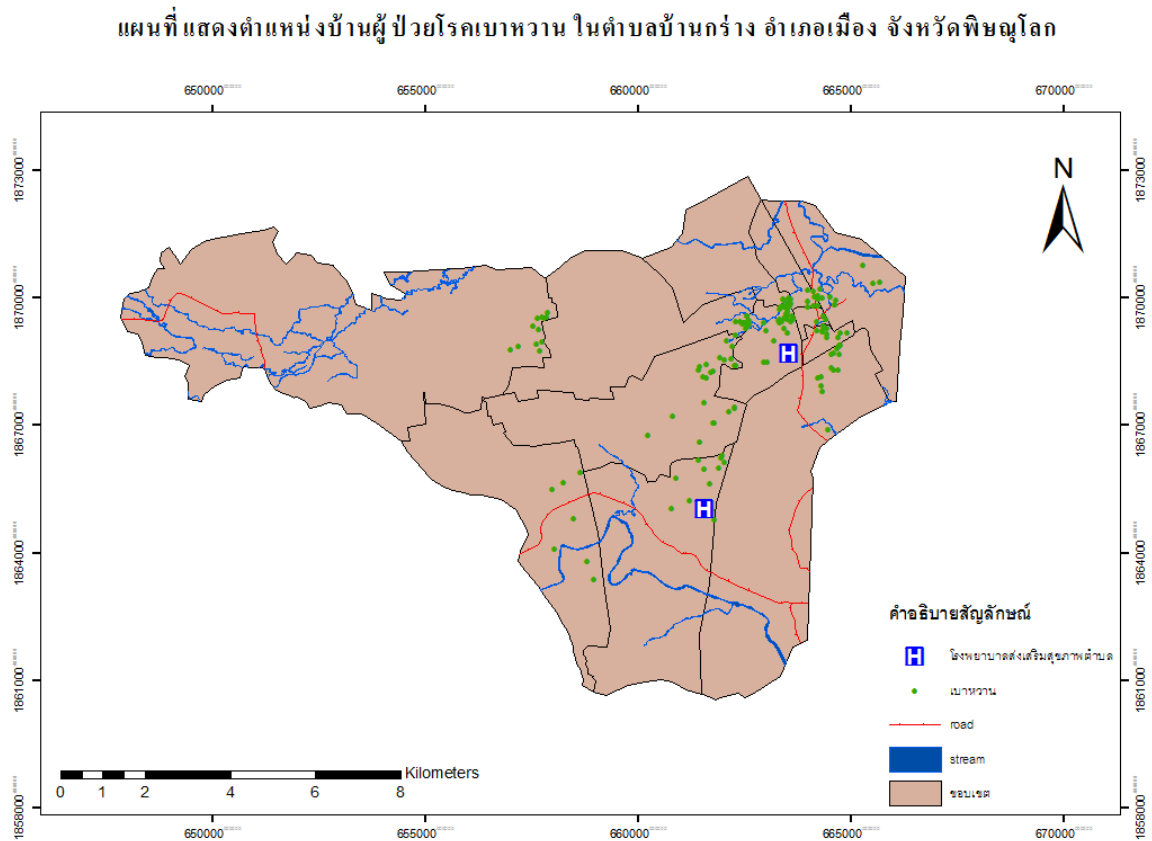 แผนที่ แสดงตำแหน่งบ้านผู้ ป่วยโรคเบาหวาน ในตำบลบ้านกร่าง อำเภอเมือง จังหวัดพิษณุโลก
650000 655000 660000 665000 670000
1873000 1873000
N
1870000 1870000
1867000 1867000
H
H
1864000 1864000
คำอธิบายสัญลักษณ์
H โรงพยาบาลส่งเสริมสุขภาพตำบล
1861000 1861000
เบาหวาน
road
stream
ขอบเขต
Kilometers
0 1 2 4 6 8
1858000 1858000
650000 655000 660000 665000 670000